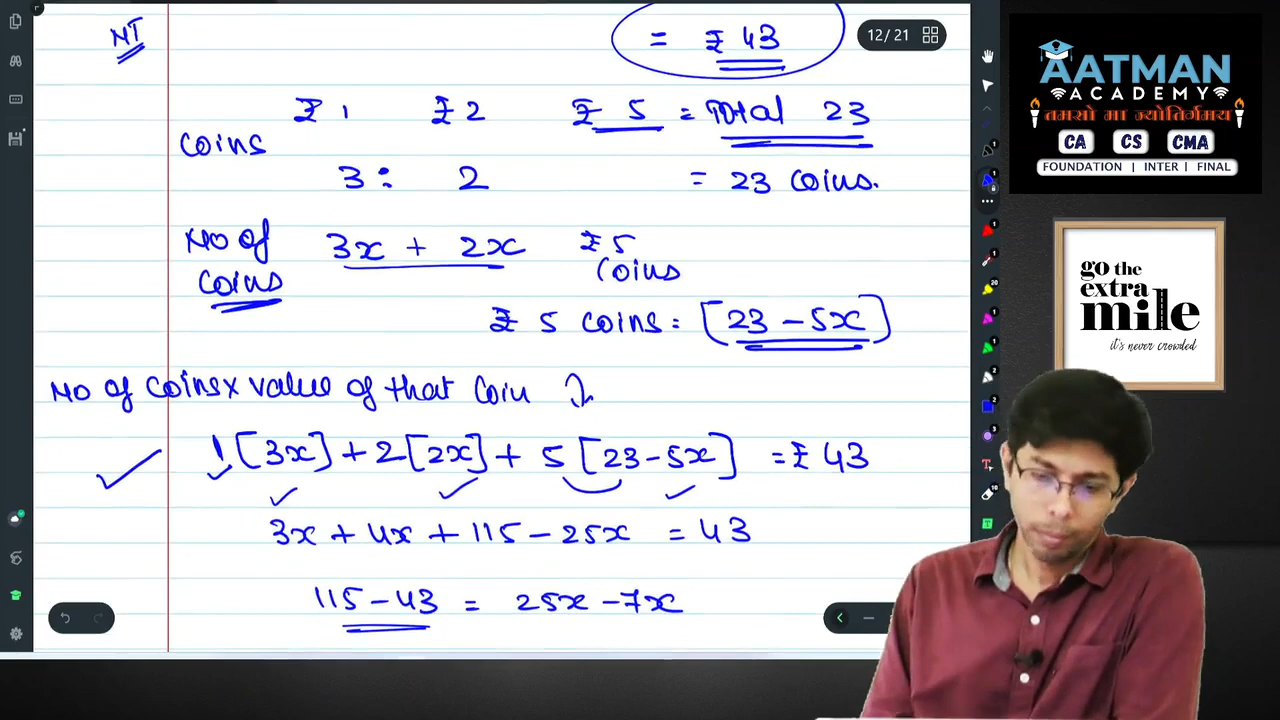 NT
= ₹ 43
12/21
₹ 1 ₹ 2 ₹ 5 = Total 23
coins
3 : 2 = 23 coins.
No of coins
3x + 2x
₹ 5 coins
₹ 5 coins = [23 - 5x]
No of coins x value of that coin
1[3x] + 2[2x] + 5[23-5x] = ₹ 43
3x + 4x + 115 - 25x = 43
115 - 43 = 25x - 7x
AATMAN
ACADEMY
तमसो मा ज्योतिर्गमय
CA CS CMA
FOUNDATION | INTER | FINAL
go the
extra
mile
it's never crowded